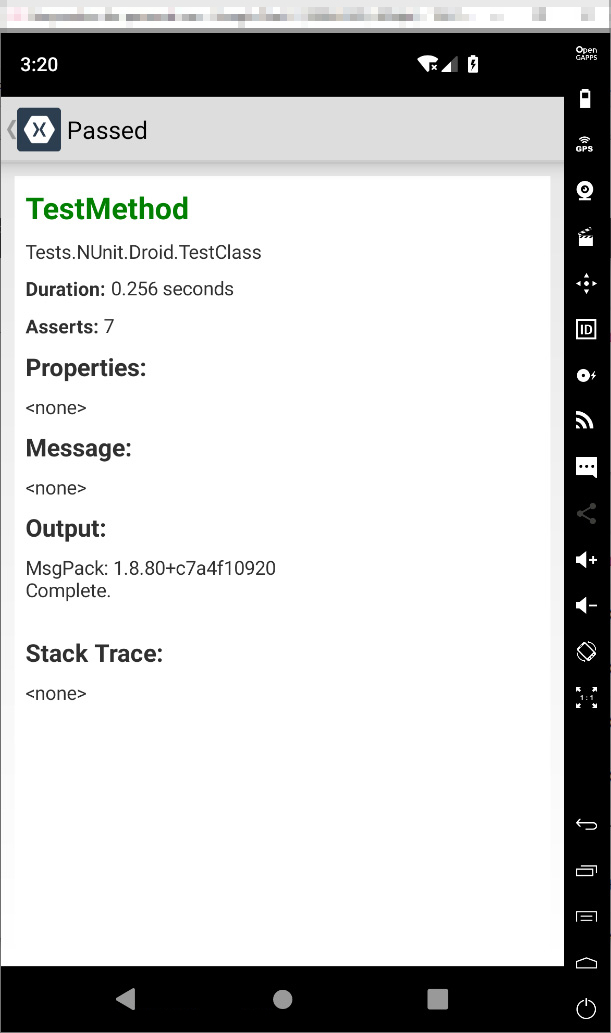 3:20
Open
GAPPS
Passed
GPS
TestMethod
Tests.NUnit.Droid.TestClass
Duration: 0.256 seconds
Asserts: 7
ID
Properties:
<none>
Message:
<none>
Output:
MsgPack: 1.8.80+c7a4f10920
Complete.
Stack Trace:
<none>
1:1